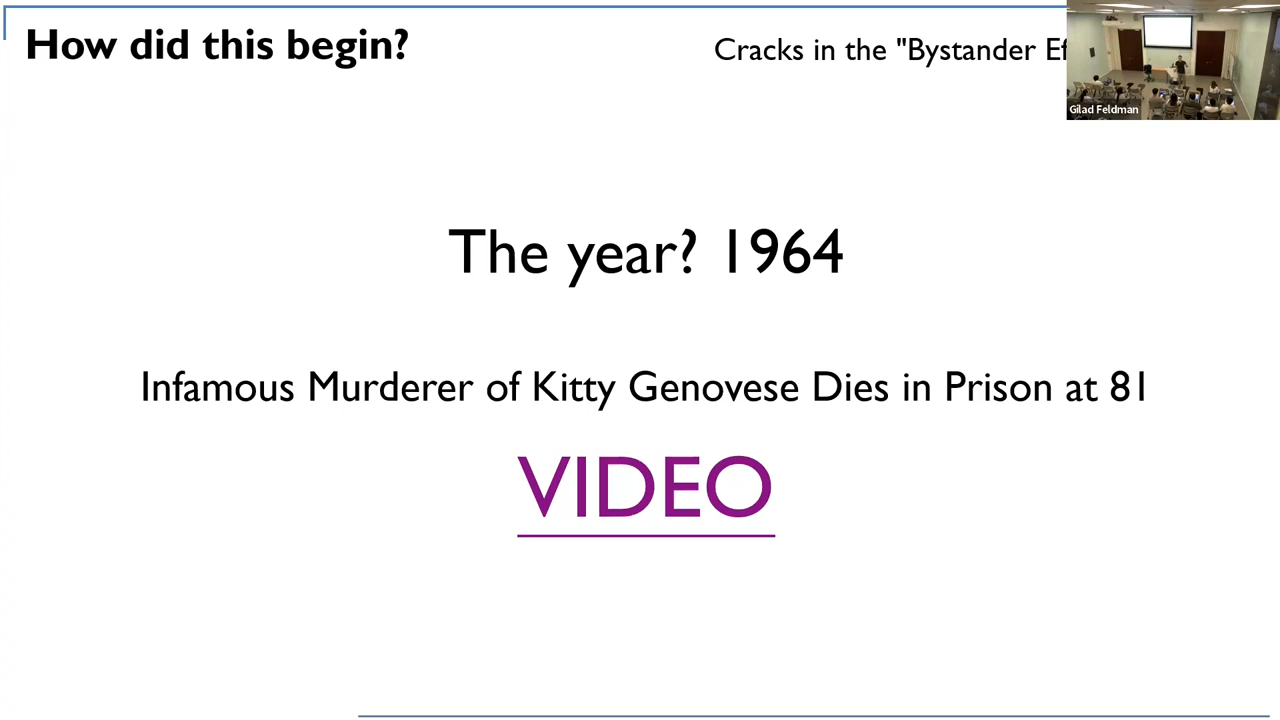 How did this begin?
Cracks in the "Bystander Ef
Gilad Feldman
The year? 1964
Infamous Murderer of Kitty Genovese Dies in Prison at 81
VIDEO